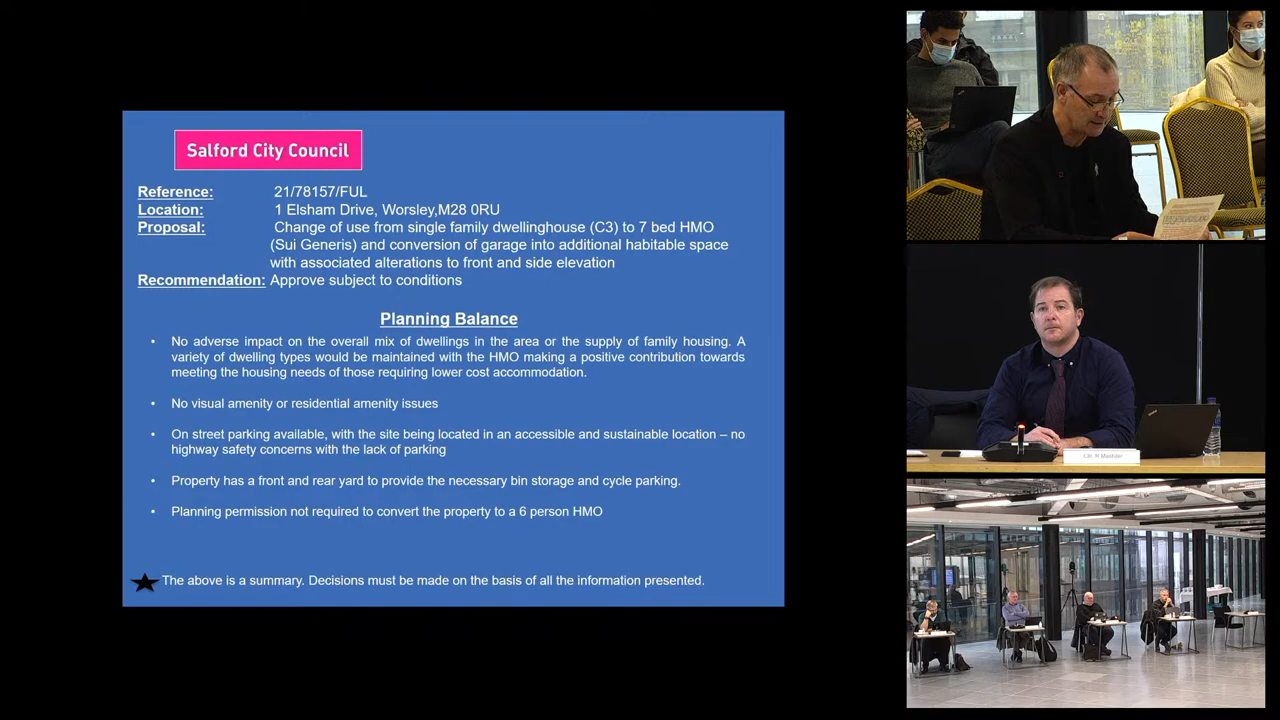 Salford City Council
Reference: 21/78157/FUL
Location: 1 Elsham Drive, Worsley,M28 0RU
Proposal: Change of use from single family dwellinghouse (C3) to 7 bed HMO
(Sui Generis) and conversion of garage into additional habitable space
with associated alterations to front and side elevation
Recommendation: Approve subject to conditions
Planning Balance
• No adverse impact on the overall mix of dwellings in the area or the supply of family housing. A
variety of dwelling types would be maintained with the HMO making a positive contribution towards
meeting the housing needs of those requiring lower cost accommodation.
• No visual amenity or residential amenity issues
• On street parking available, with the site being located in an accessible and sustainable location – no
highway safety concerns with the lack of parking
• Property has a front and rear yard to provide the necessary bin storage and cycle parking.
• Planning permission not required to convert the property to a 6 person HMO
The above is a summary. Decisions must be made on the basis of all the information presented.